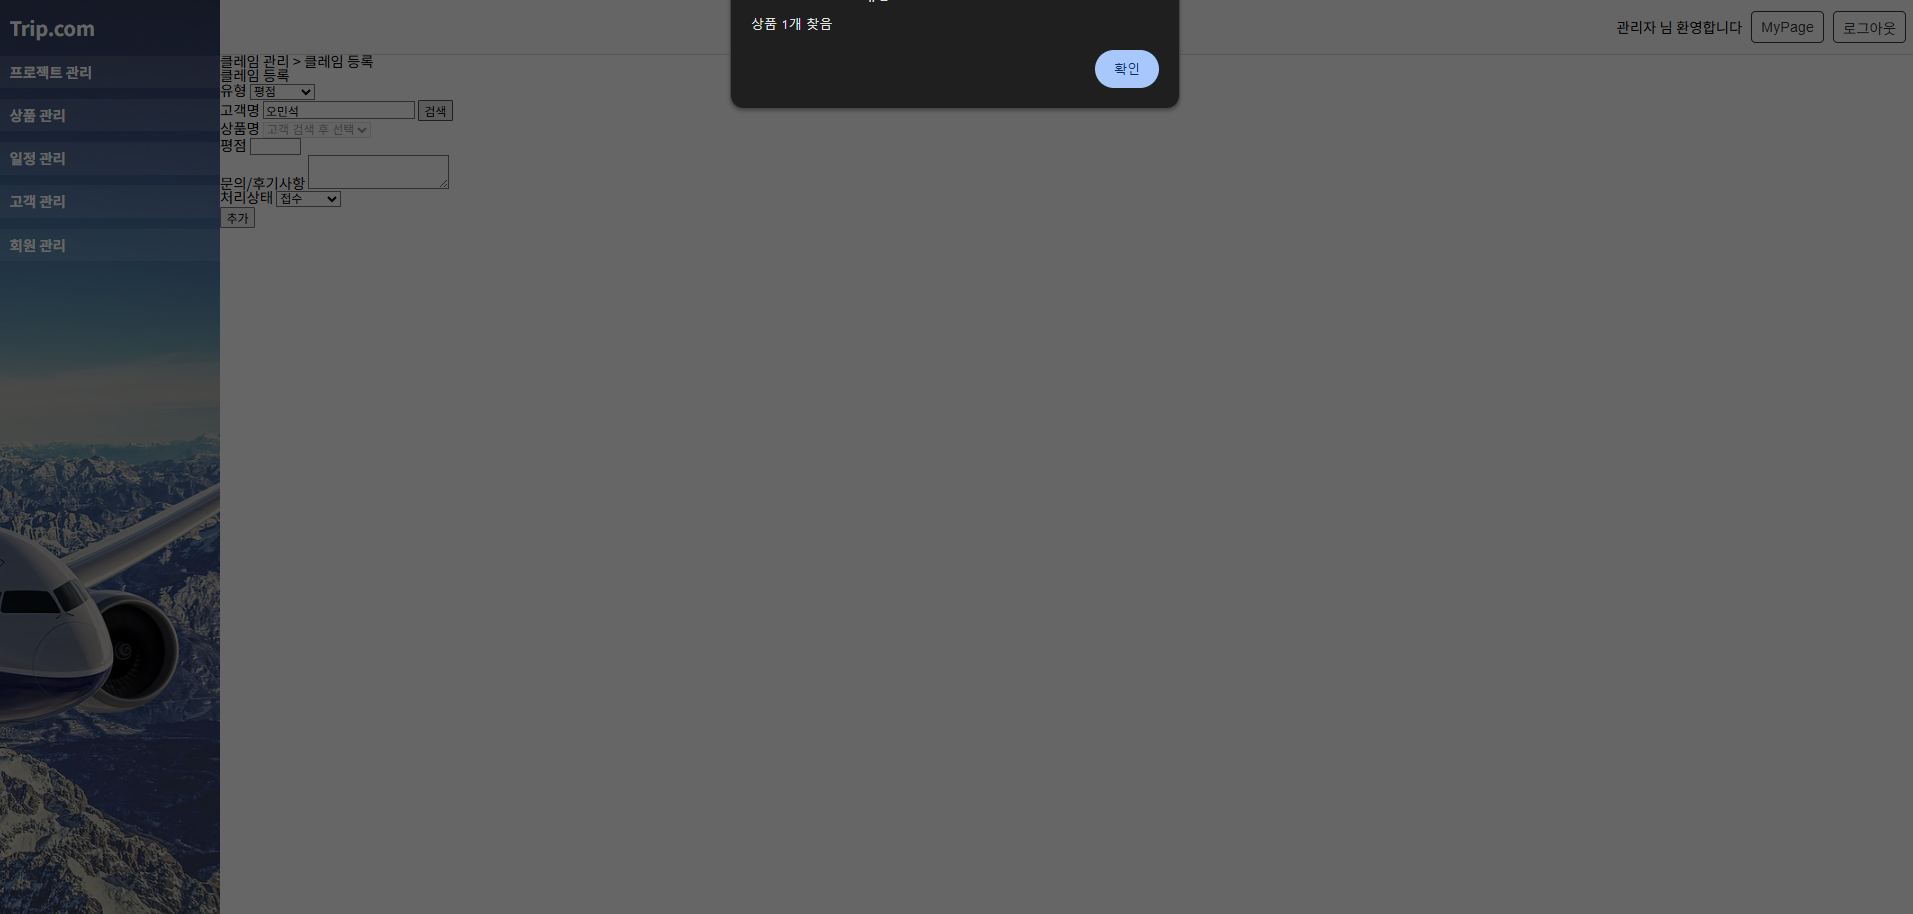 Trip.com
프로젝트 관리
상품 관리
일정 관리
고객 관리
회원 관리
상품 1개 찾음
확인
관리자 님 환영합니다 MyPage 로그아웃
클레임 관리 > 클레임 등록
클레임 등록
유형 평점
고객명 오민석 검색
상품명 고객 검색 후 선택
평점
문의/후기사항
처리상태 접수
추가